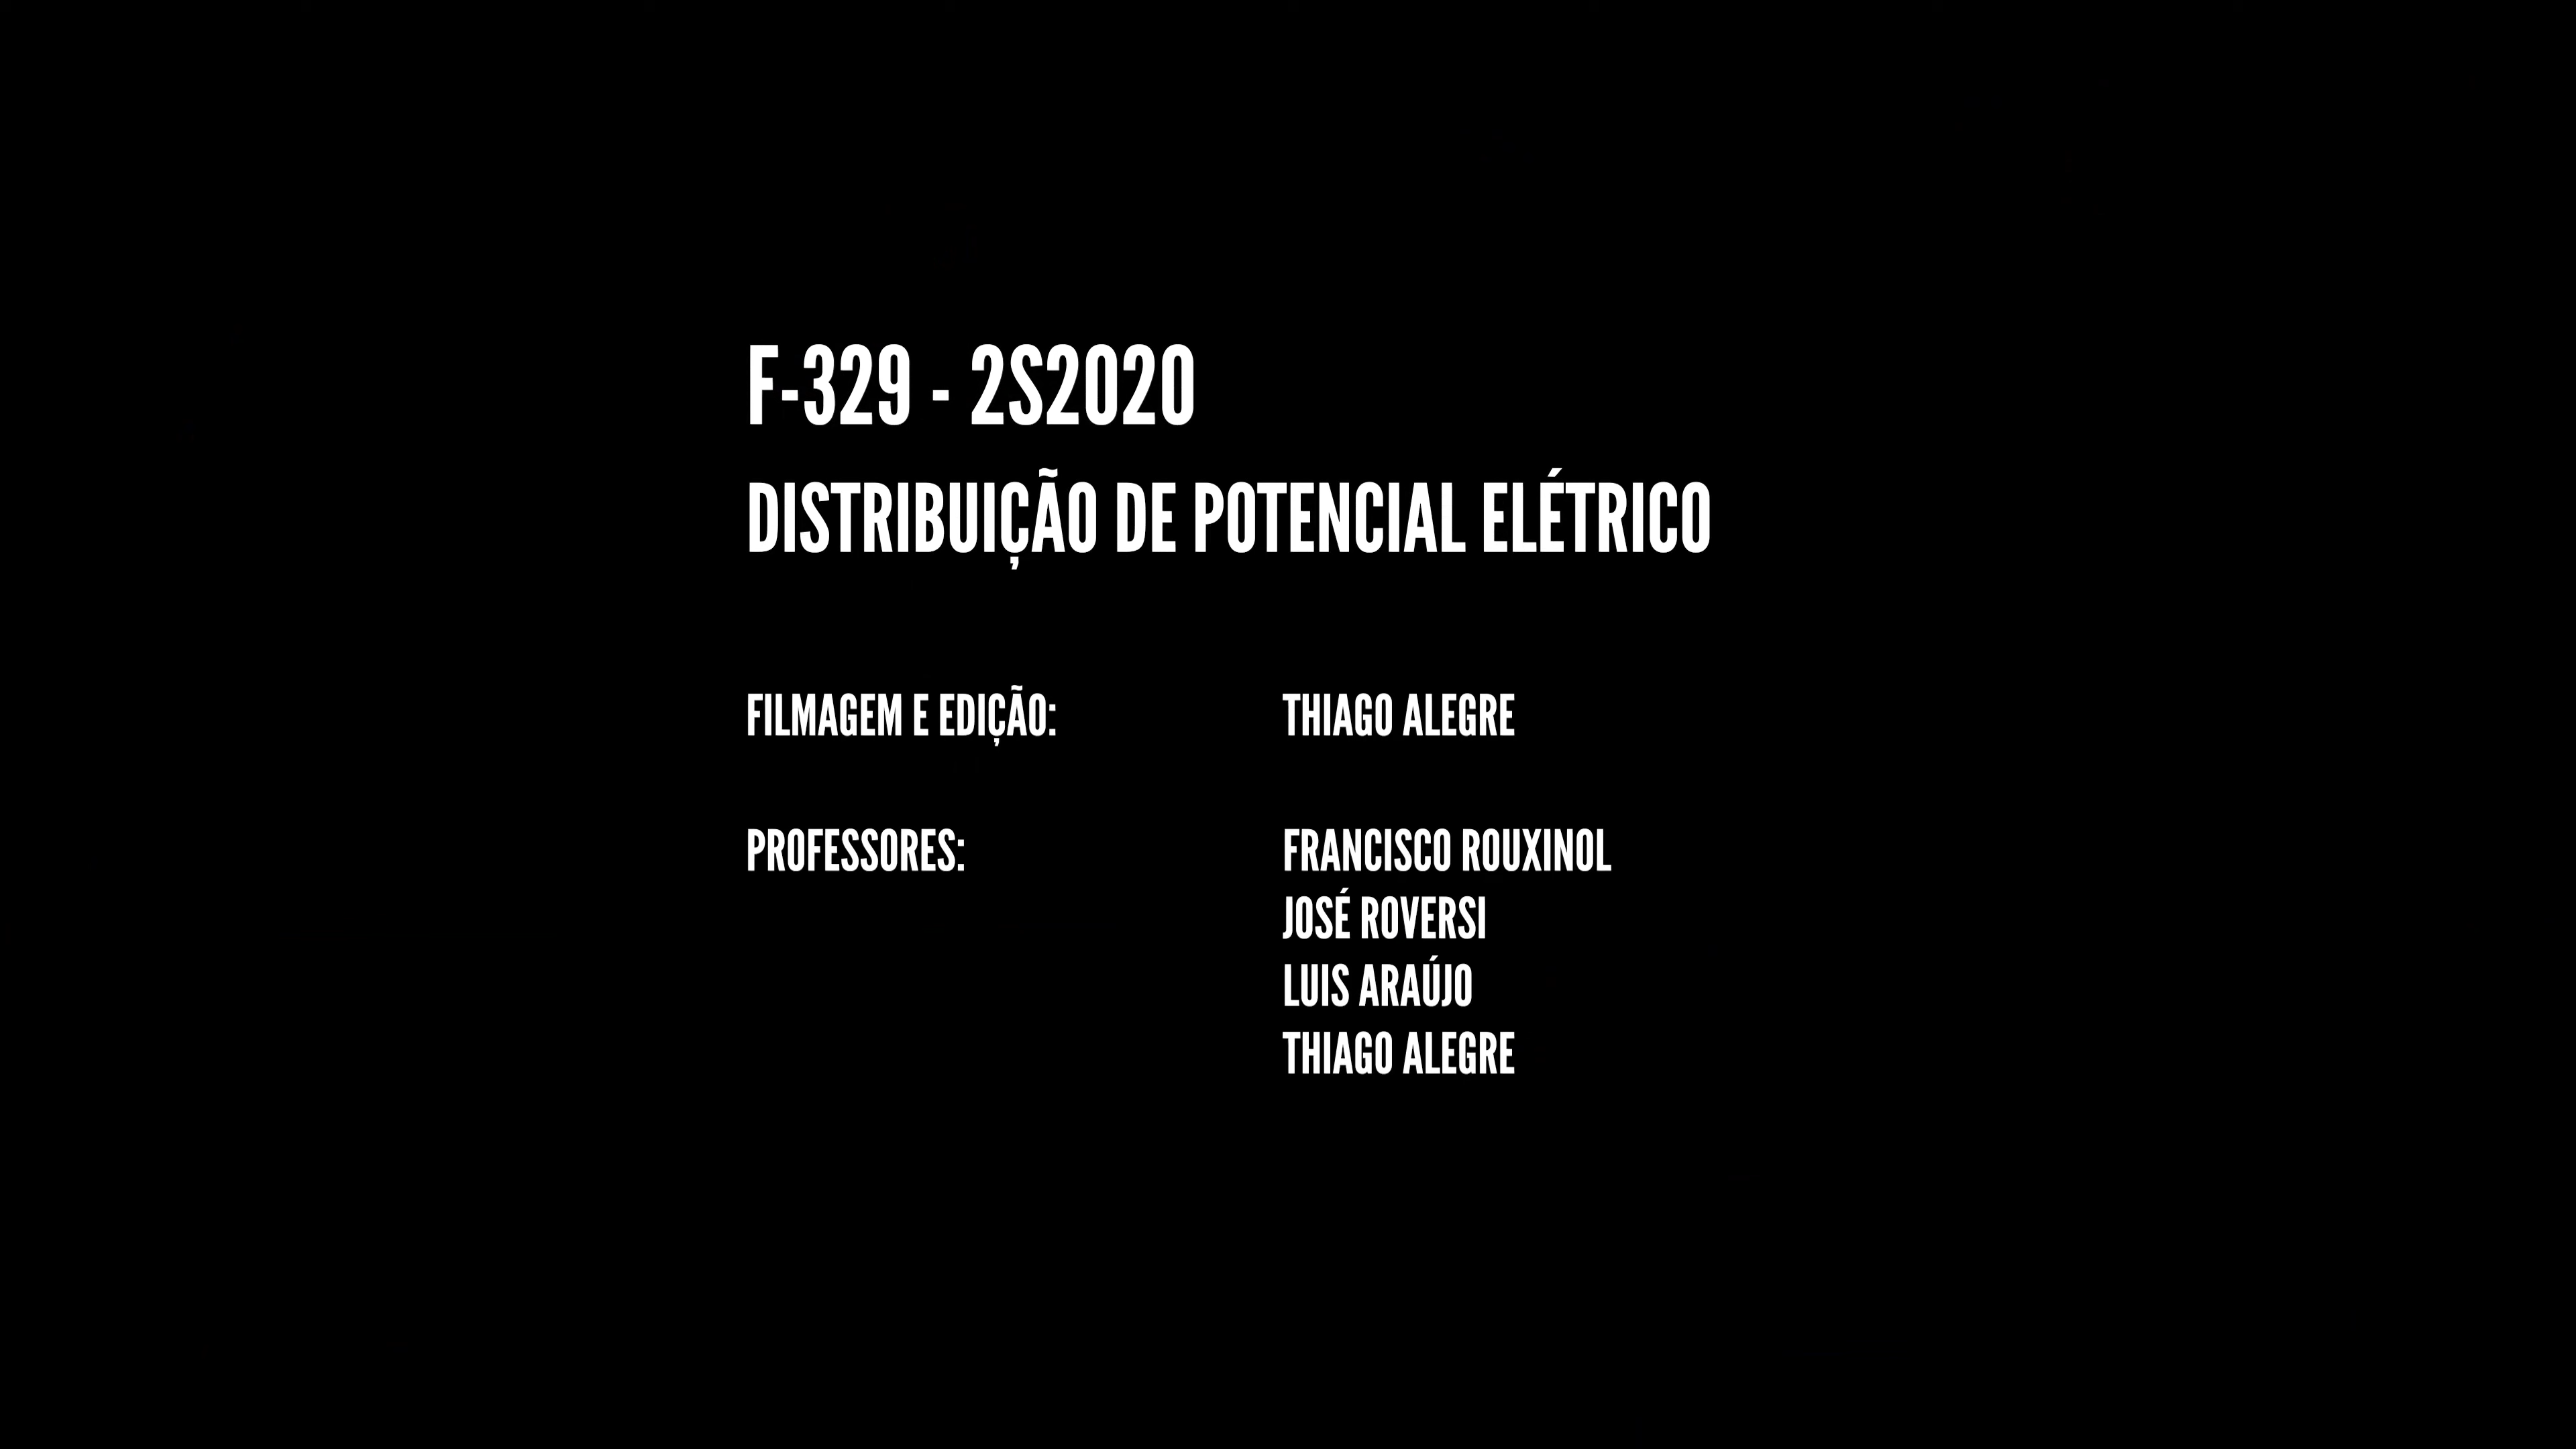 F-329 - 2S2020
DISTRIBUIÇÃO DE POTENCIAL ELÉTRICO
FILMAGEM E EDIÇÃO: THIAGO ALEGRE
PROFESSORES: FRANCISCO ROUXINOL
JOSÉ ROVERSI
LUIS ARAÚJO
THIAGO ALEGRE